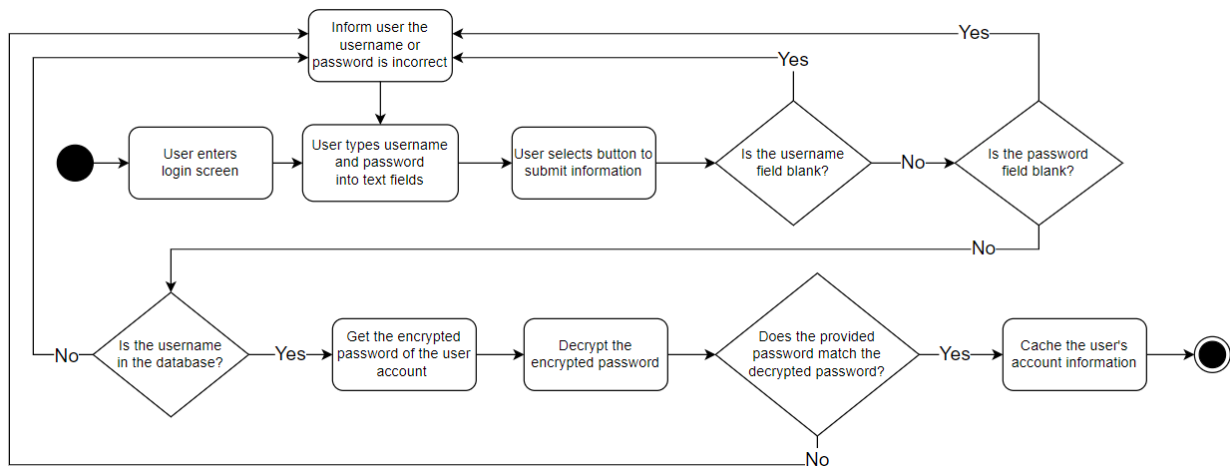 Inform user the
username or
password is incorrect
Yes
Yes
User enters
login screen
User types username
and password
into text fields
User selects button to
submit information
Is the username
field blank?
No
Is the password
field blank?
No
Is the username
in the database?
No
Yes
Get the encrypted
password of the user
account
Decrypt the
encrypted password
Does the provided
password match the
decrypted password?
Yes
Cache the user's
account information
No